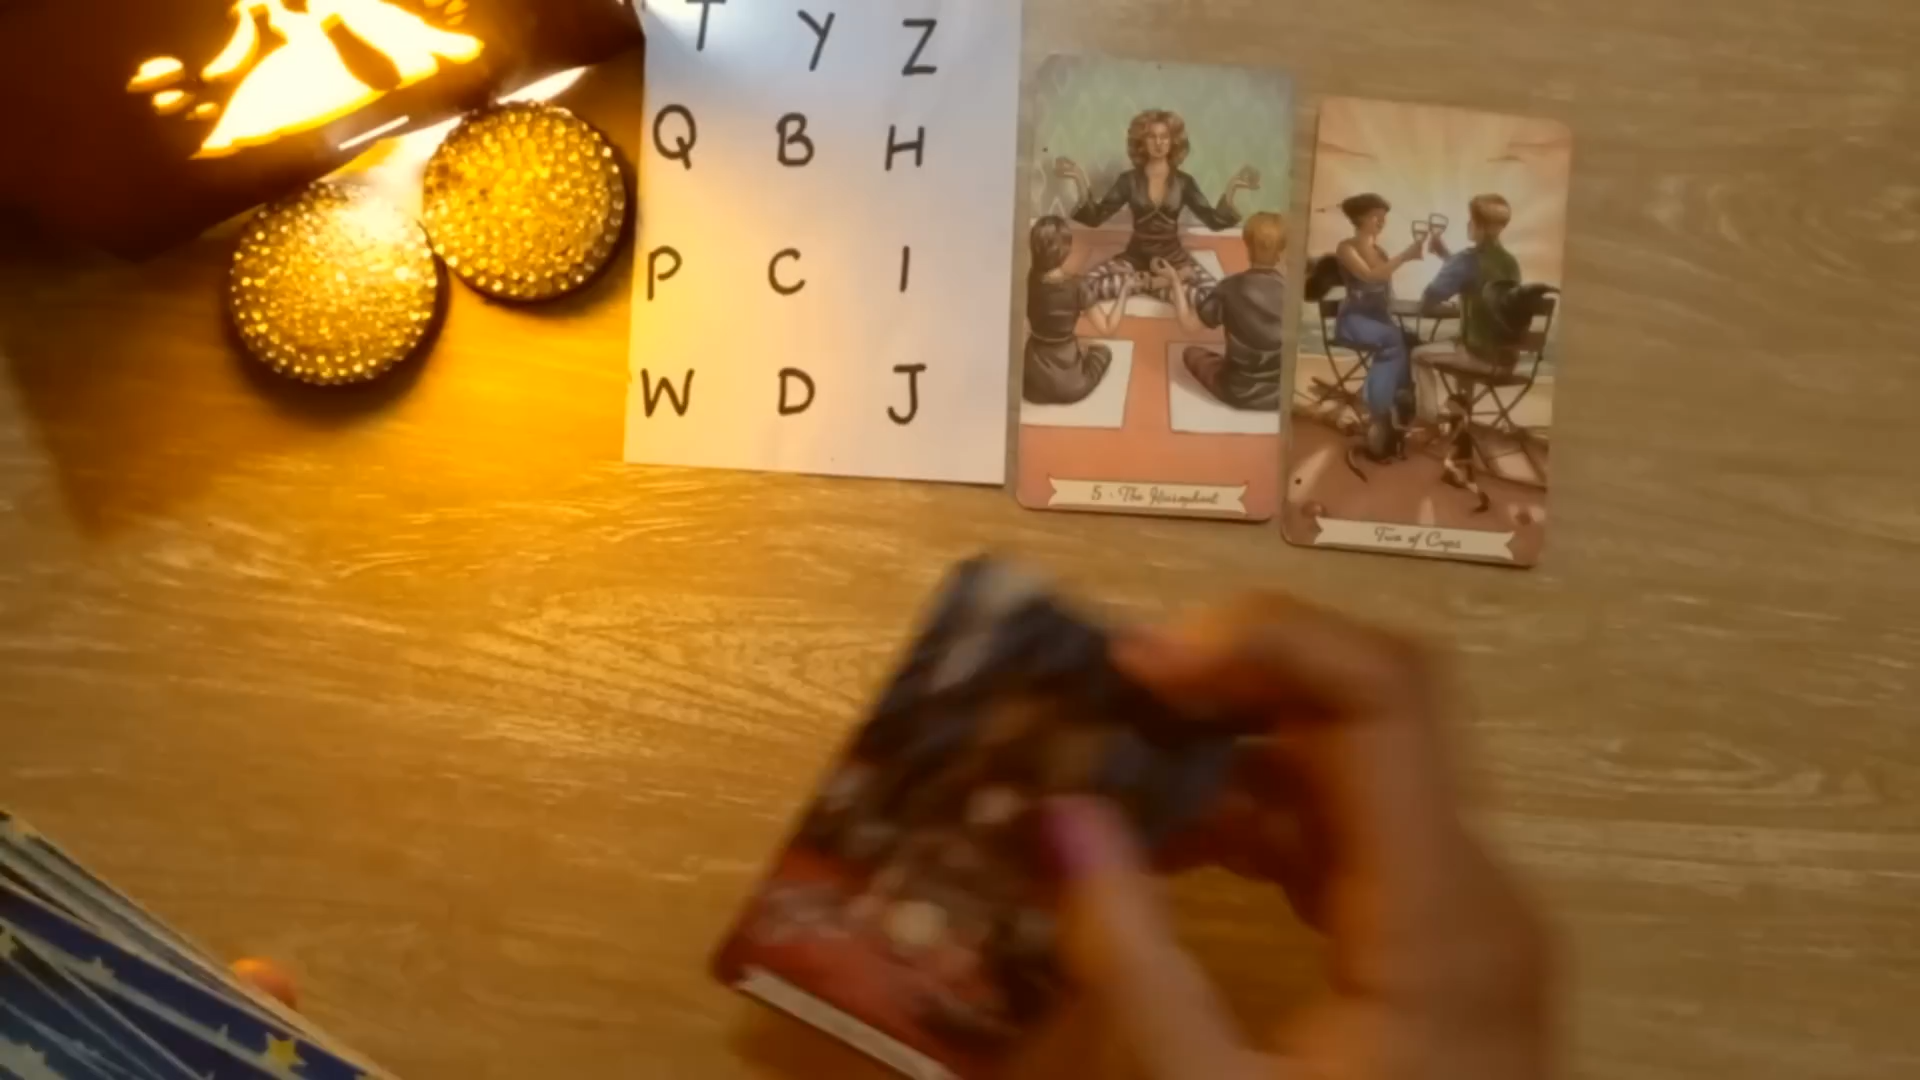 T Y Z
Q B H
P C I
W D J
5 - The Hierophant
Two of Cups